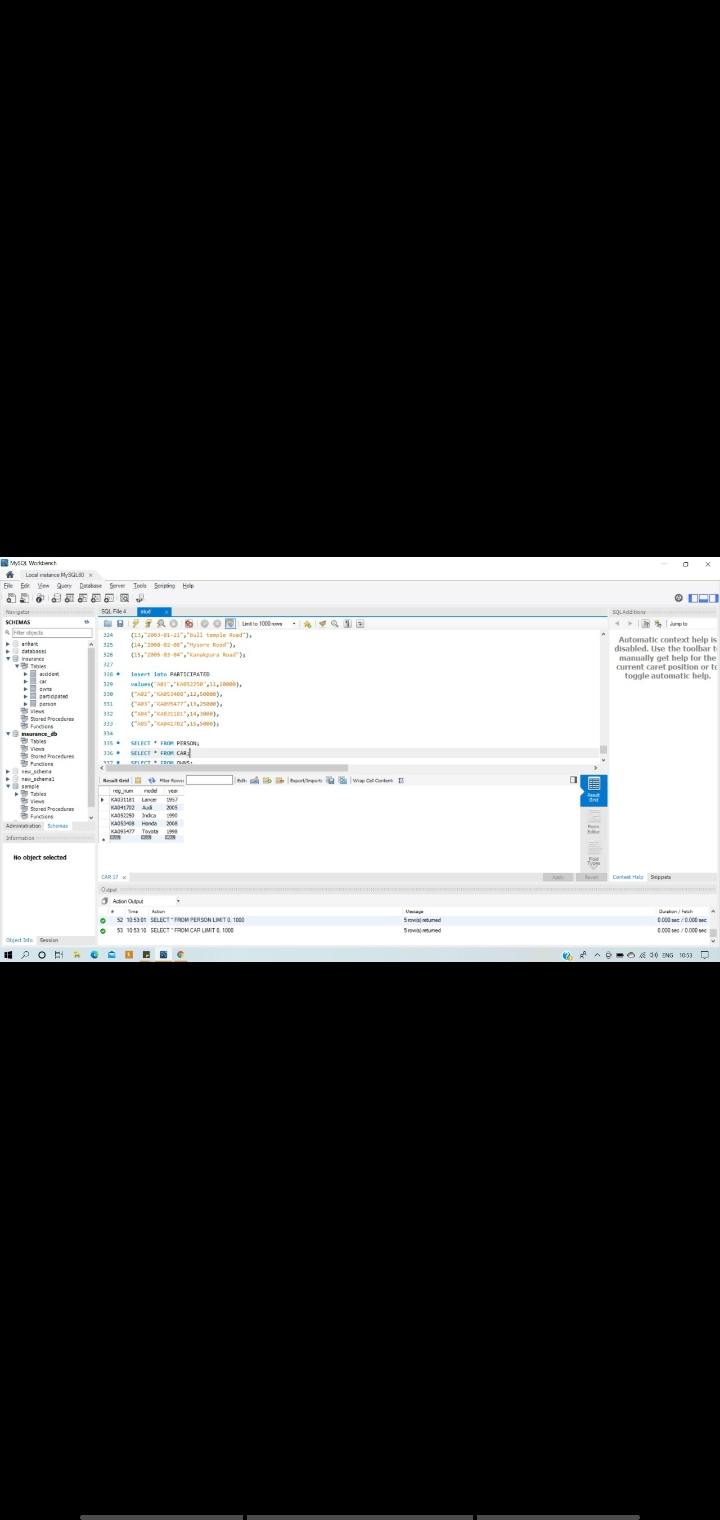 MySQL Workbench
Local instance MySQL80 ×
File Edit View Query Database Server Tools Scripting Help
Navigator
SCHEMAS
Filter objects
arihant
database1
insurance
Tables
accident
car
owns
participated
person
Views
Stored Procedures
Functions
insurance_db
Tables
Views
Stored Procedures
Functions
new_schema
new_schema1
sample
Tables
Views
Stored Procedures
Functions
Administration Schemas
Information
No object selected
Object Info Session
SQL File 4
Limit to 1000 rows
324 (13,"2003-01-21","Bull temple Road"),
325 (14,"2008-02-08","Mysore Road"),
326 (15,"2005-03-04","Kanakpura Road");
327
328 insert into PARTICIPATED
329 values("A01","KA052250",11,10000),
330 ("A02","KA053408",12,50000),
331 ("A03","KA095477",13,25000),
332 ("A04","KA031181",14,3000),
333 ("A05","KA041702",15,5000);
334
335 SELECT * FROM PERSON;
336 SELECT * FROM CAR;
337 SELECT * FROM OWNS;
Result Grid Filter Rows: Edit: Export/Import: Wrap Cell Content:
reg_num model year
KA031181 Lancer 1957
KA041702 Audi 2005
KA052250 Indica 1990
KA053408 Honda 2008
KA095477 Toyota 1998
NULL NULL NULL
Result Grid
Form Editor
Field Types
CAR 17 ×
Apply Revert
Output
Action Output
# Time Action Message Duration / Fetch
52 10:53:01 SELECT * FROM PERSON LIMIT 0, 1000 5 row(s) returned 0.000 sec / 0.000 sec
53 10:53:10 SELECT * FROM CAR LIMIT 0, 1000 5 row(s) returned 0.000 sec / 0.000 sec
SQLAdditions
Jump to
Automatic context help is
disabled. Use the toolbar t
manually get help for the
current caret position or to
toggle automatic help.
Context Help Snippets
ENG 10:53